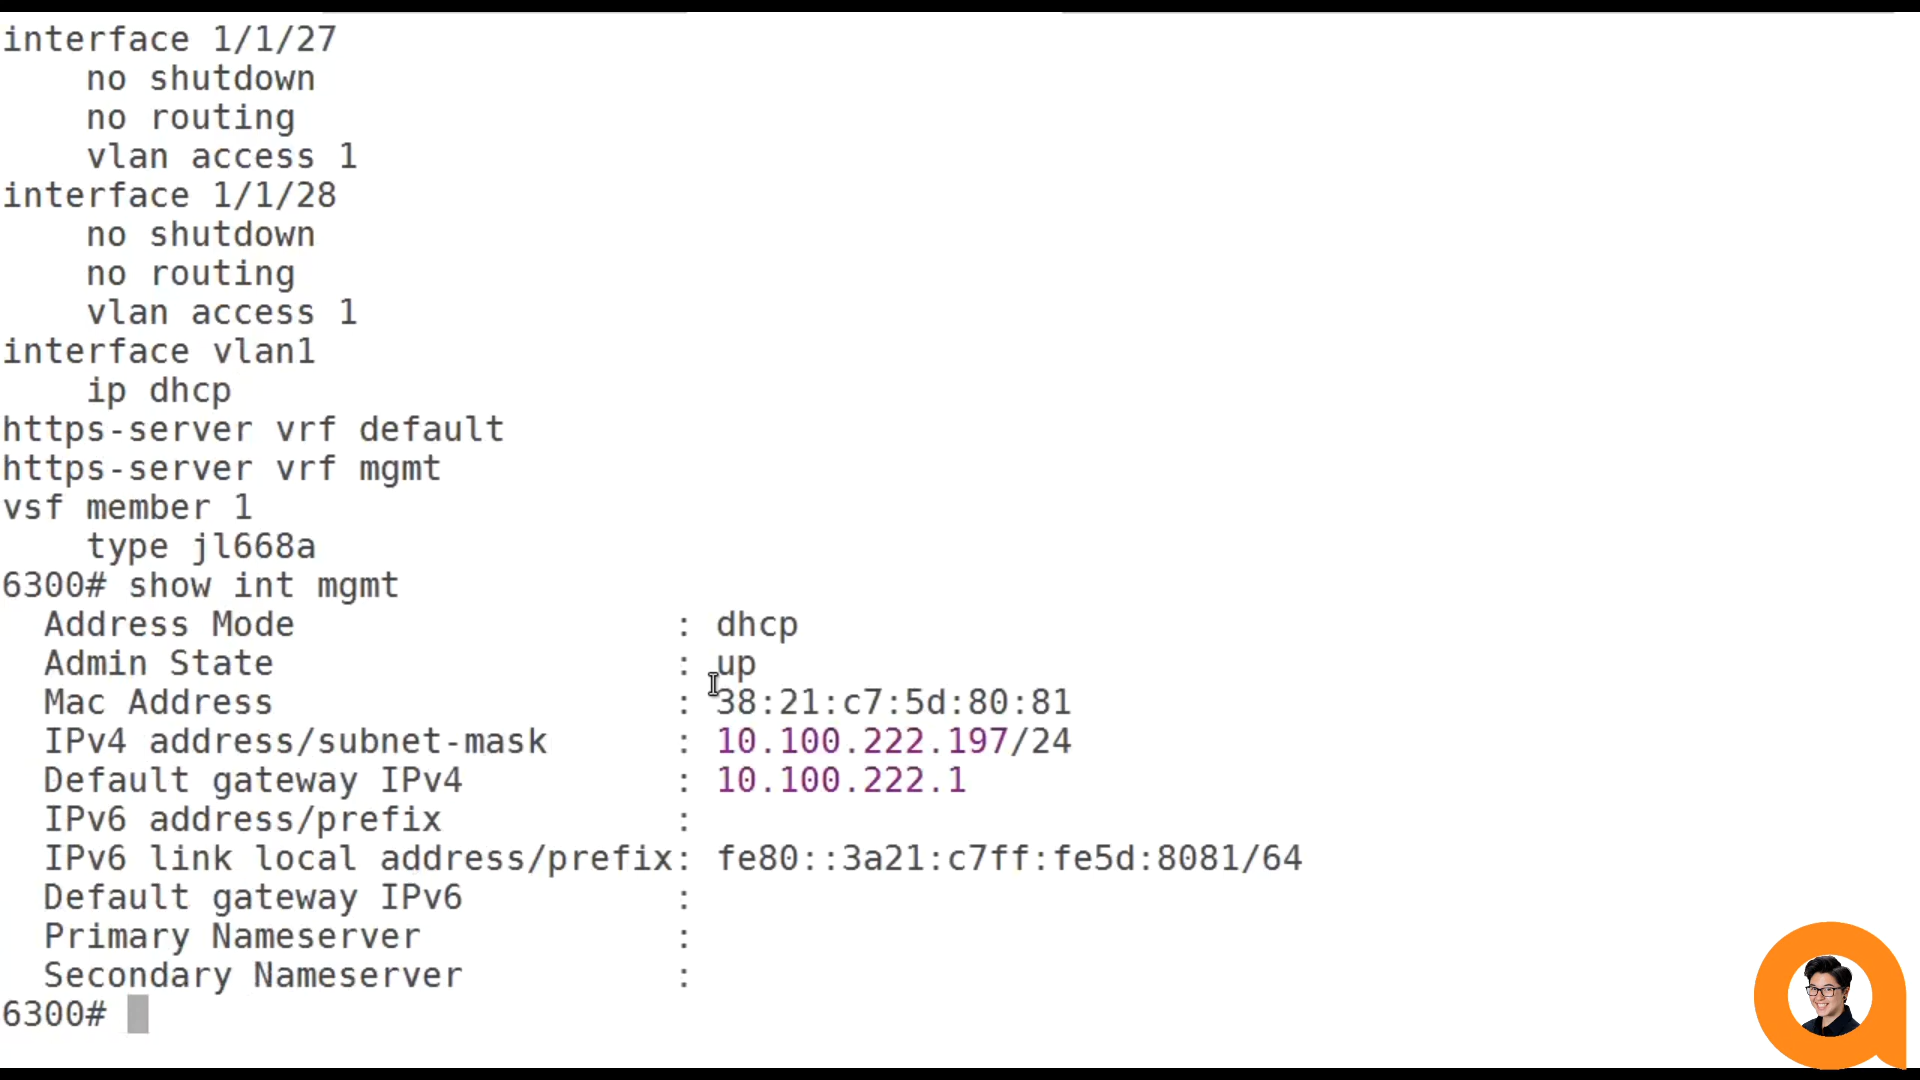 interface 1/1/27
    no shutdown
    no routing
    vlan access 1
interface 1/1/28
    no shutdown
    no routing
    vlan access 1
interface vlan1
    ip dhcp
https-server vrf default
https-server vrf mgmt
vsf member 1
    type jl668a
6300# show int mgmt
  Address Mode                  : dhcp
  Admin State                   : up
  Mac Address                   : 38:21:c7:5d:80:81
  IPv4 address/subnet-mask      : 10.100.222.197/24
  Default gateway IPv4          : 10.100.222.1
  IPv6 address/prefix           :
  IPv6 link local address/prefix: fe80::3a21:c7ff:fe5d:8081/64
  Default gateway IPv6          :
  Primary Nameserver            :
  Secondary Nameserver          :
6300#